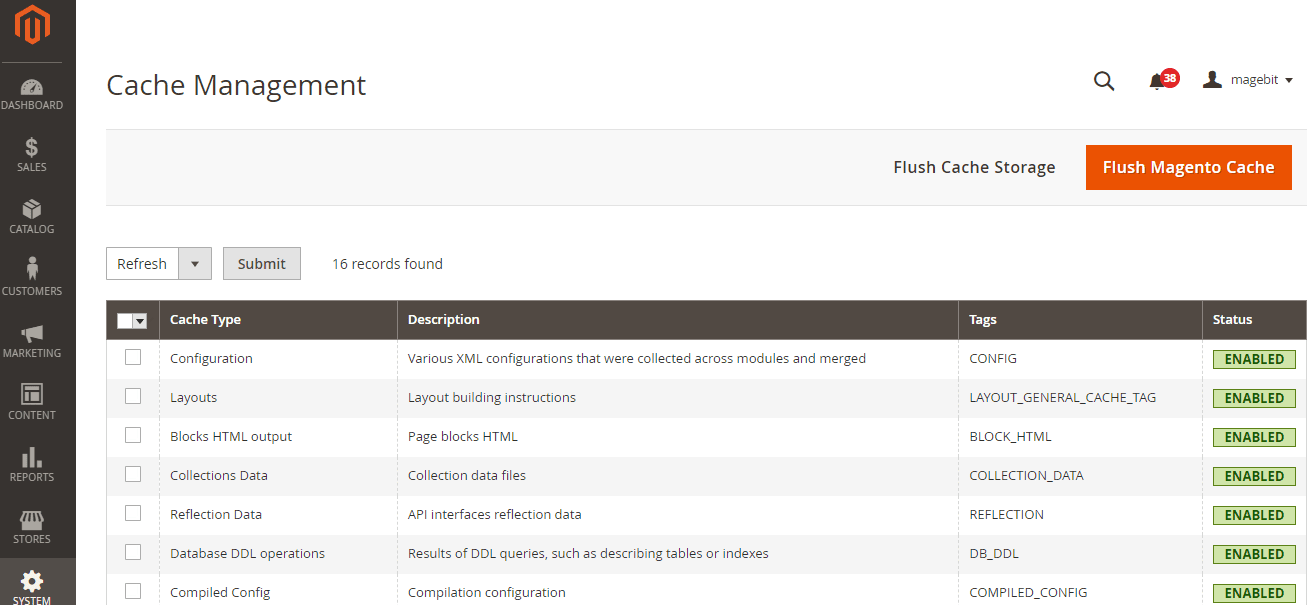 Cache Management
38
magebit
DASHBOARD
SALES
CATALOG
CUSTOMERS
MARKETING
CONTENT
REPORTS
STORES
SYSTEM
Flush Cache Storage
Flush Magento Cache
Refresh
Submit
16 records found
Cache Type Description Tags Status
Configuration Various XML configurations that were collected across modules and merged CONFIG ENABLED
Layouts Layout building instructions LAYOUT_GENERAL_CACHE_TAG ENABLED
Blocks HTML output Page blocks HTML BLOCK_HTML ENABLED
Collections Data Collection data files COLLECTION_DATA ENABLED
Reflection Data API interfaces reflection data REFLECTION ENABLED
Database DDL operations Results of DDL queries, such as describing tables or indexes DB_DDL ENABLED
Compiled Config Compilation configuration COMPILED_CONFIG ENABLED